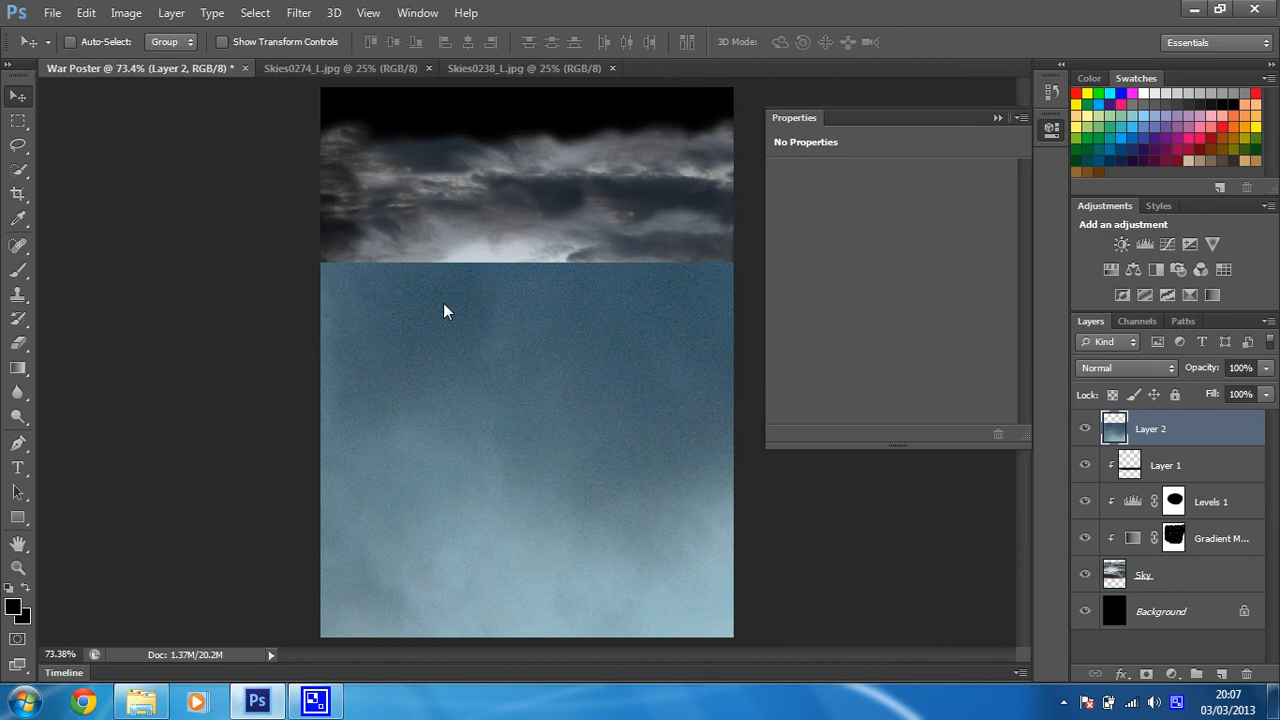 Ps File Edit Image Layer Type Select Filter 3D View Window Help
Auto-Select: Group Show Transform Controls 3D Mode: Essentials
War Poster @ 73.4% (Layer 2, RGB/8) * × Skies0274_L.jpg @ 25% (RGB/8) × Skies0238_L.jpg @ 25% (RGB/8) ×
Color Swatches
Properties
No Properties
Adjustments Styles
Add an adjustment
Layers Channels Paths
Kind
Normal Opacity: 100%
Lock: Fill: 100%
Layer 2
Layer 1
Levels 1
Gradient M...
Sky
Background
73.38% Doc: 1.37M/20.2M
Timeline
Ps 20:07
03/03/2013